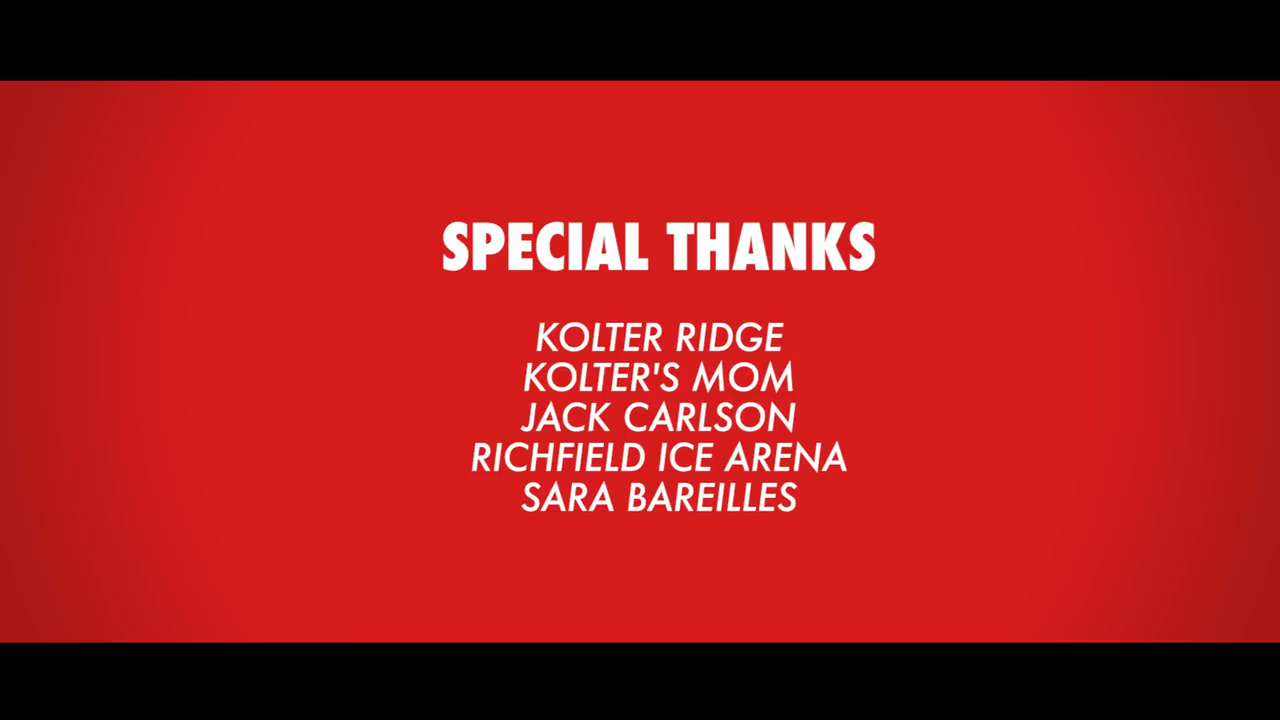 SPECIAL THANKS
KOLTER RIDGE
KOLTER'S MOM
JACK CARLSON
RICHFIELD ICE ARENA
SARA BAREILLES